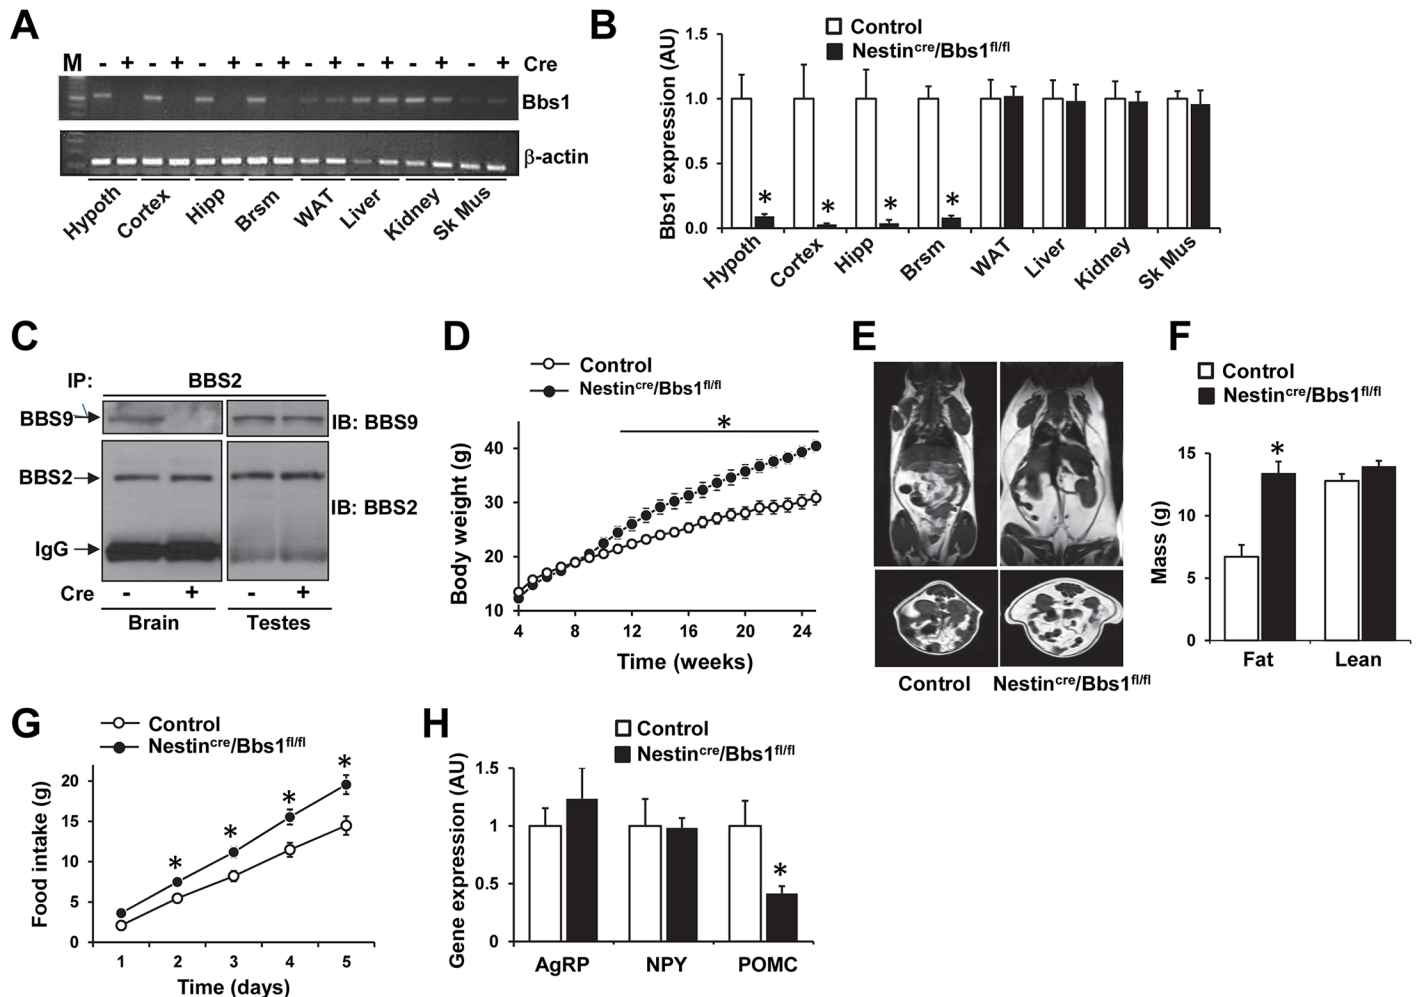 A
M - + - + - + - + - + - + - + - + Cre
Bbs1
β-actin
Hypoth Cortex Hipp Brsm WAT Liver Kidney Sk Mus
B
Control
Nestincre/Bbs1fl/fl
Bbs1 expression (AU)
1.5
1.0
0.5
0.0
* * * *
Hypoth Cortex Hipp Brsm WAT Liver Kidney Sk Mus
C
IP: BBS2
BBS9 IB: BBS9
BBS2
IB: BBS2
IgG
Cre - + - +
Brain Testes
D
Control
Nestincre/Bbs1fl/fl
*
Body weight (g)
40
30
20
10
4 8 12 16 20 24
Time (weeks)
E
Control Nestincre/Bbs1fl/fl
F
Control
Nestincre/Bbs1fl/fl
Mass (g)
15
10
5
0
*
Fat Lean
G
Control
Nestincre/Bbs1fl/fl
Food intake (g)
20
15
10
5
0
* * * *
1 2 3 4 5
Time (days)
H
Control
Nestincre/Bbs1fl/fl
Gene expression (AU)
1.5
1
0.5
0
*
AgRP NPY POMC